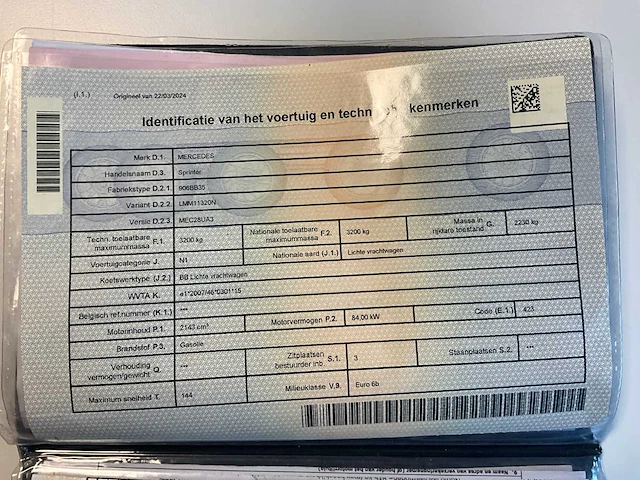 (I.1.) Origineel van 22/03/2024
Identificatie van het voertuig en techn kenmerken
Merk D.1. MERCEDES
Handelsnaam D.3. Sprinter
Fabriekstype D.2.1. 906BB35
Variant D.2.2. LMM11320N
Versie D.2.3. MEC28UA3
Techn. toelaatbare maximummassa F.1. 3200 kg Nationale toelaatbare maximummassa F.2. 3200 kg Massa in rijklare toestand G. 2230 kg
Voertuigcategorie J. N1 Nationale aard (J.1.) Lichte vrachtwagen
Koetswerktype (J.2.) BB Lichte vrachtwagen
WVTA K. e1*2007/46*0301*15
Belgisch ref.nummer (K.1.) ***
Motorinhoud P.1. 2143 cm³ Motorvermogen P.2. 84,00 kW Code (E.1.) 423
Brandstof P.3. Gasolie
Verhouding vermogen/gewicht Q. *** Zitplaatsen bestuurder inb S.1. 3 Staanplaatsen S.2. ***
Maximum snelheid T. 144 Milieuklasse V.9. Euro 6b